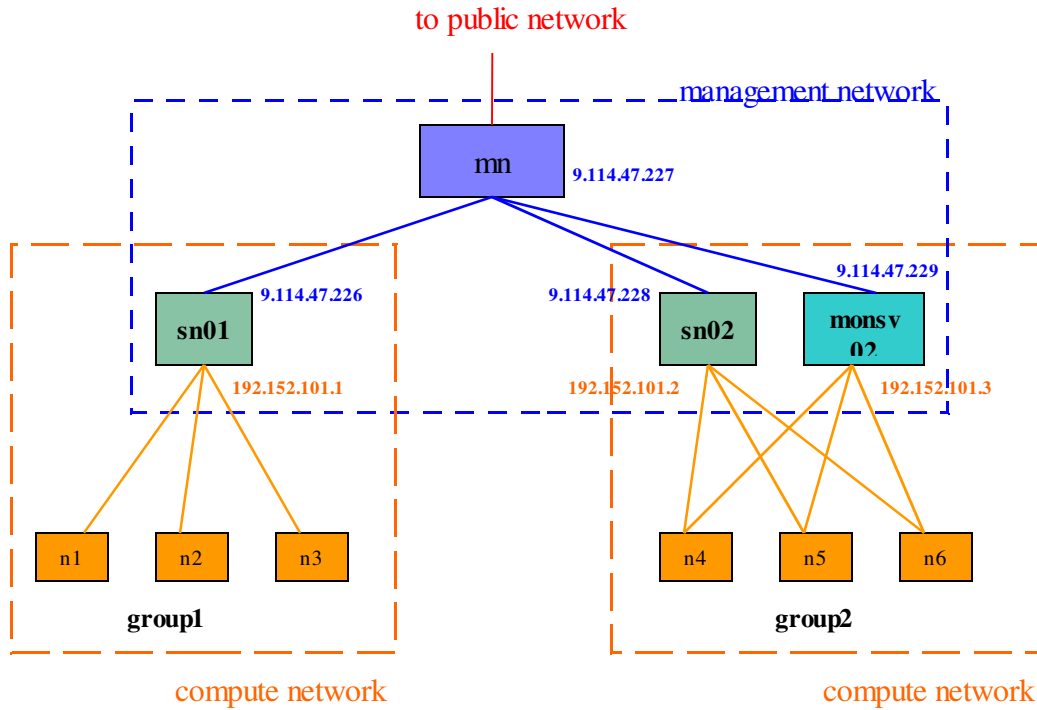 to public network
management network
mn
9.114.47.227
9.114.47.229
9.114.47.226
9.114.47.228
sn01
sn02
monsv
02
192.152.101.1
192.152.101.2
192.152.101.3
n1
n2
n3
n4
n5
n6
group1
group2
compute network
compute network